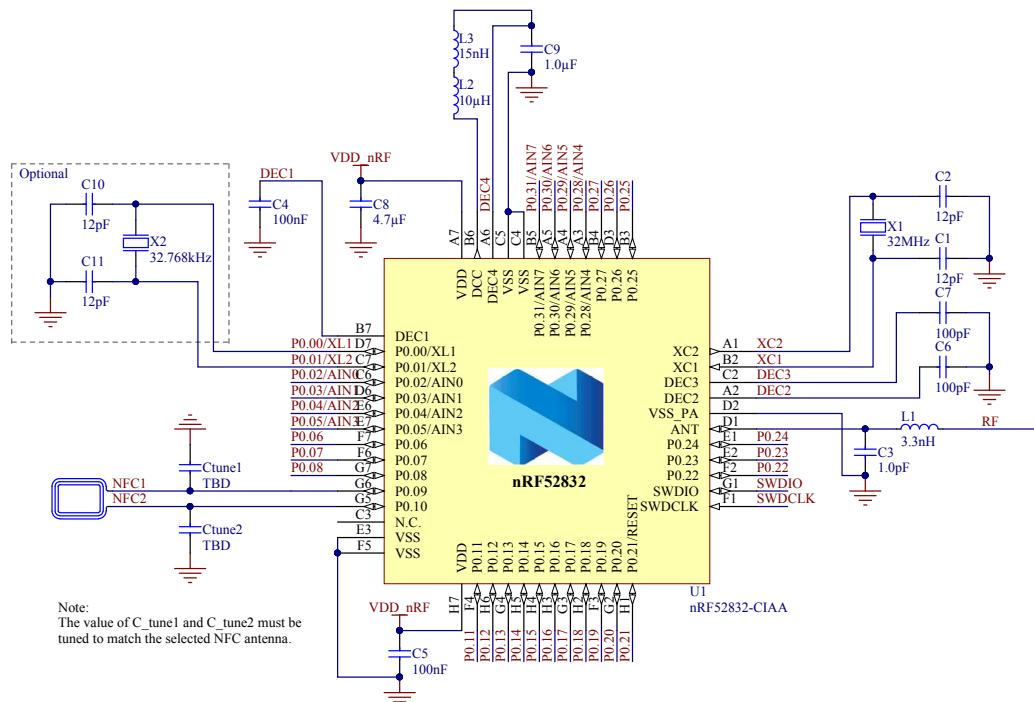 L3
15nH
L2
10µH
C9
1.0µF
VDD_nRF
DEC1
C4
100nF
C8
4.7µF
DEC4
P0.31/AIN7
P0.30/AIN6
P0.29/AIN5
P0.28/AIN4
P0.27
P0.26
P0.25
Optional
C10
12pF
X2
32.768kHz
C11
12pF
C2
12pF
X1
32MHz
C1
12pF
C7
100pF
C6
100pF
A7
B6
A6
C5
C4
B5
A5
A4
A3
B4
D3
B3
VDD
DCC
DEC4
VSS
VSS
P0.31/AIN7
P0.30/AIN6
P0.29/AIN5
P0.28/AIN4
P0.27
P0.26
P0.25
B7 DEC1
P0.00/XL1 D7 P0.00/XL1
P0.01/XL2 C7 P0.01/XL2
P0.02/AIN0 C6 P0.02/AIN0
P0.03/AIN1 D6 P0.03/AIN1
P0.04/AIN2 E6 P0.04/AIN2
P0.05/AIN3 E7 P0.05/AIN3
P0.06 F7 P0.06
P0.07 F6 P0.07
P0.08 G7 P0.08
NFC1 G6 P0.09
NFC2 G5 P0.10
C3 N.C.
E3 VSS
F5 VSS
Ctune1
TBD
Ctune2
TBD
XC2 A1 XC2
XC1 B2 XC1
DEC3 C2 DEC3
DEC2 A2 DEC2
VSS_PA D2
ANT D1
P0.24 E1 P0.24
P0.23 E2 P0.23
P0.22 F2 P0.22
SWDIO G1 SWDIO
SWDCLK F1 SWDCLK
L1
3.3nH
RF
C3
1.0pF
nRF52832
VDD
P0.11
P0.12
P0.13
P0.14
P0.15
P0.16
P0.17
P0.18
P0.19
P0.20
P0.21/RESET
H7
F4
H6
G4
H5
H4
H3
G3
H2
F3
G2
H1
P0.11
P0.12
P0.13
P0.14
P0.15
P0.16
P0.17
P0.18
P0.19
P0.20
P0.21
U1
nRF52832-CIAA
VDD_nRF
C5
100nF
Note:
The value of C_tune1 and C_tune2 must be
tuned to match the selected NFC antenna.